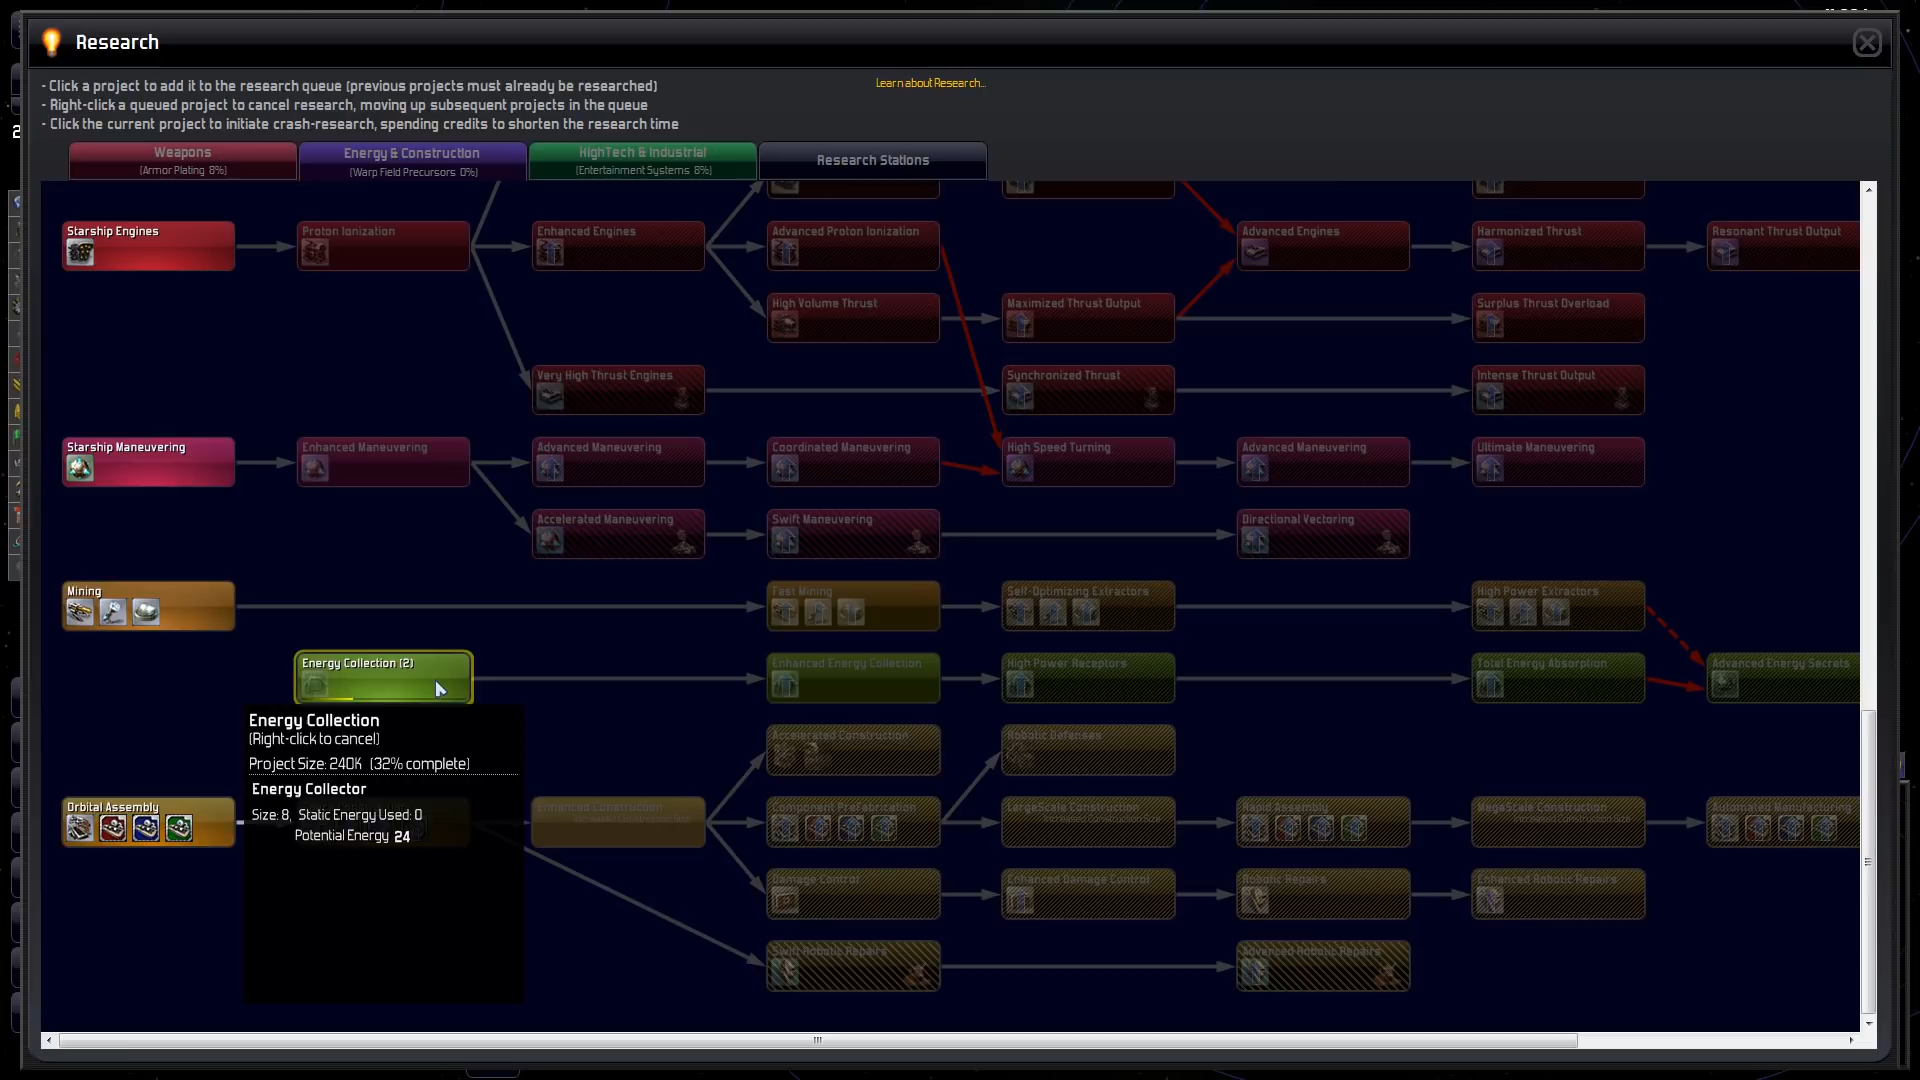 Research
- Click a project to add it to the research queue (previous projects must already be researched)
- Right-click a queued project to cancel research, moving up subsequent projects in the queue
- Click the current project to initiate crash-research, spending credits to shorten the research time
Learn about Research...
Weapons
(Armor Plating 8%)
Energy & Construction
(Warp Field Precursors 0%)
HighTech & Industrial
(Entertainment Systems 8%)
Research Stations
Starship Engines
Proton Ionization
Enhanced Engines
Advanced Proton Ionization
Advanced Engines
Harmonized Thrust
Resonant Thrust Output
High Volume Thrust
Maximized Thrust Output
Surplus Thrust Overload
Very High Thrust Engines
Synchronized Thrust
Intense Thrust Output
Starship Maneuvering
Enhanced Maneuvering
Advanced Maneuvering
Coordinated Maneuvering
High Speed Turning
Advanced Maneuvering
Ultimate Maneuvering
Accelerated Maneuvering
Swift Maneuvering
Directional Vectoring
Mining
Fast Mining
Self-Optimizing Extractors
High Power Extractors
Energy Collection (2)
Enhanced Energy Collection
High Power Receptors
Total Energy Absorption
Advanced Energy Secrets
Energy Collection
(Right-click to cancel)
Project Size: 240K (32% complete)
Energy Collector
Size: 8, Static Energy Used: 0
Potential Energy 24
Accelerated Construction
Robotic Defenses
Orbital Assembly
Enhanced Construction
Increased Construction Size
Component PreFabrication
LargeScale Construction
Increased Construction Size
Rapid Assembly
MegaScale Construction
Increased Construction Size
Automated Manufacturing
Damage Control
Enhanced Damage Control
Robotic Repairs
Enhanced Robotic Repairs
Swift Robotic Repairs
Advanced Robotic Repairs